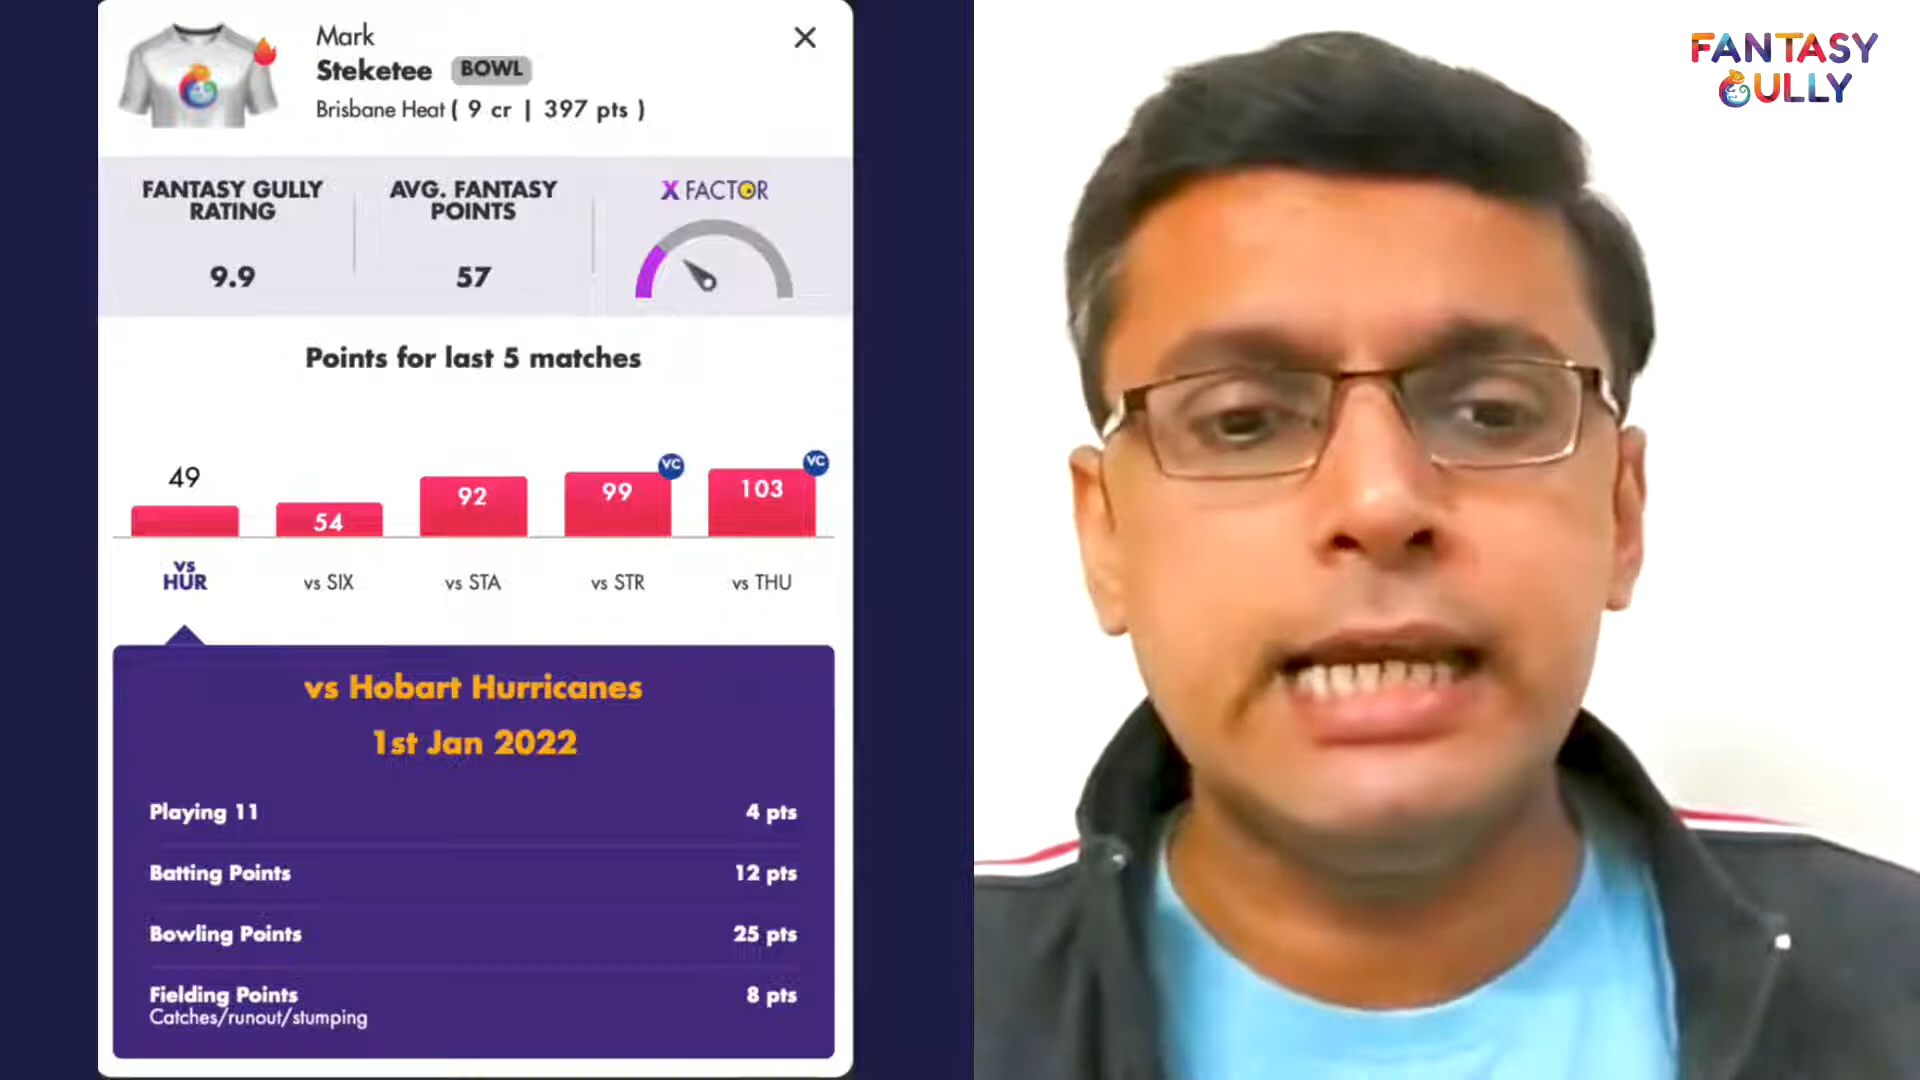 Mark
Steketee BOWL
Brisbane Heat ( 9 cr | 397 pts )
FANTASY GULLY
RATING
9.9
AVG. FANTASY
POINTS
57
X FACTOR
Points for last 5 matches
49
54
92
99
VC
103
VC
vs
HUR
vs SIX
vs STA
vs STR
vs THU
vs Hobart Hurricanes
1st Jan 2022
Playing 11 4 pts
Batting Points 12 pts
Bowling Points 25 pts
Fielding Points 8 pts
Catches/runout/stumping
FANTASY
GULLY